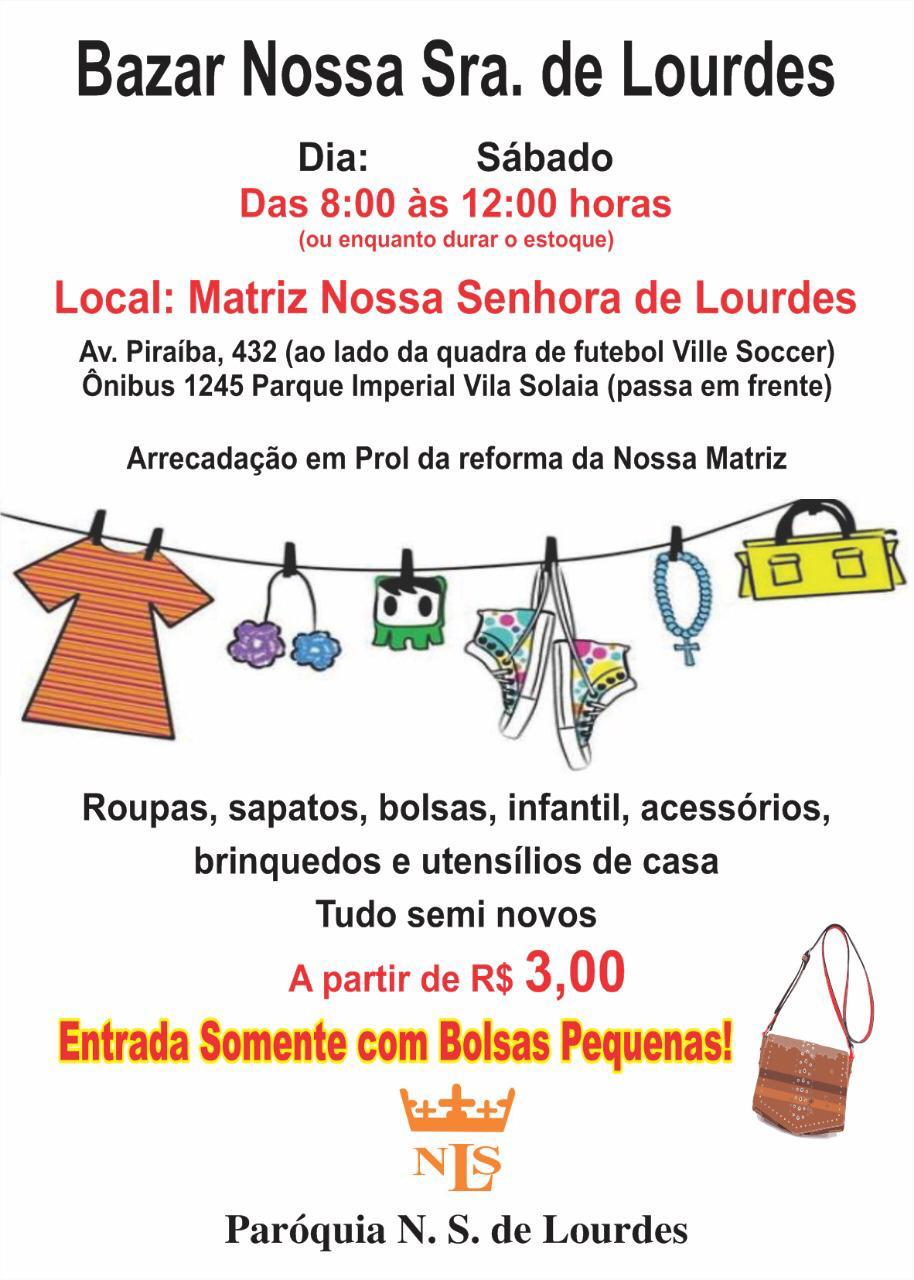 Bazar Nossa Sra. de Lourdes
Dia: Sábado
Das 8:00 às 12:00 horas
(ou enquanto durar o estoque)
Local: Matriz Nossa Senhora de Lourdes
Av. Piraíba, 432 (ao lado da quadra de futebol Ville Soccer)
Ônibus 1245 Parque Imperial Vila Solaia (passa em frente)
Arrecadação em Prol da reforma da Nossa Matriz
Roupas, sapatos, bolsas, infantil, acessórios,
brinquedos e utensílios de casa
Tudo semi novos
A partir de R$ 3,00
Entrada Somente com Bolsas Pequenas!
NLS
Paróquia N. S. de Lourdes